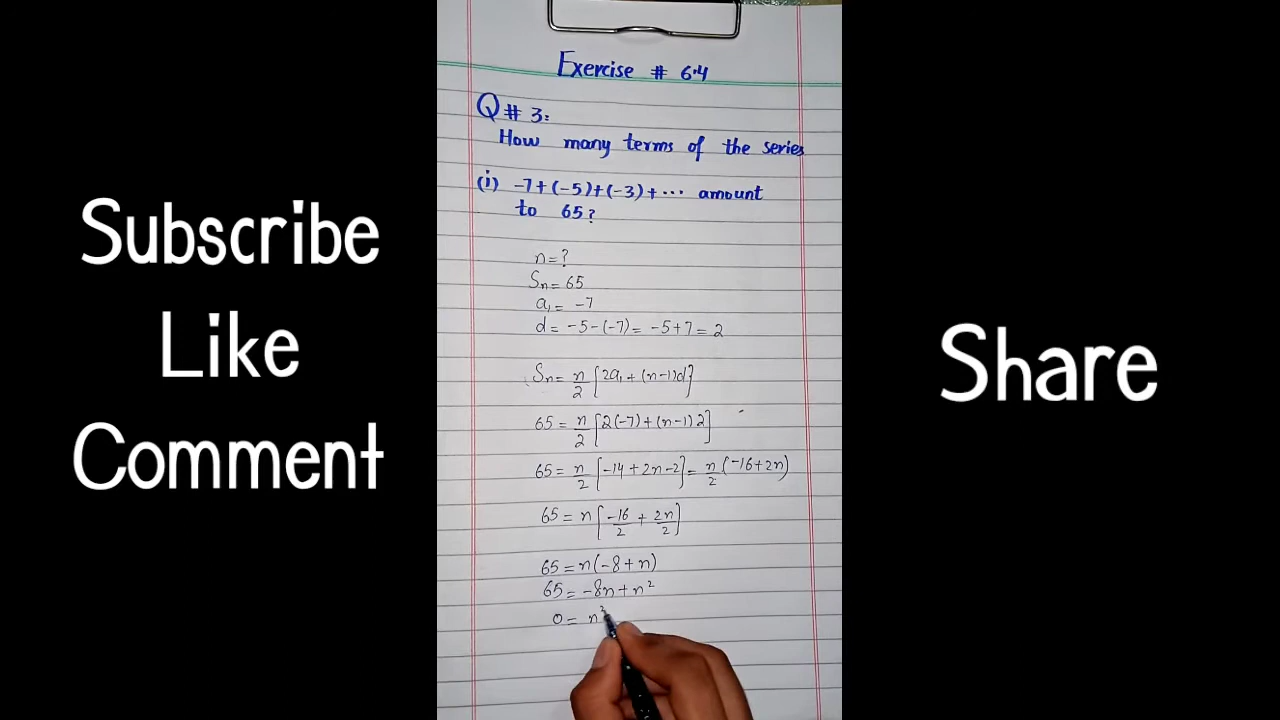 Subscribe
Like
Comment
Exercise # 6.4
Q# 3:
How many terms of the series
(i) -7+(-5)+(-3)+... amount
to 65?
n=?
Sn= 65
a₁= -7
d= -5-(-7)= -5+7=2
Sn= n/2 [2a₁+(n-1)d]
65= n/2 [2(-7)+(n-1)2]
65= n/2 [-14+2n-2]= n/2 (-16+2n)
65= n[-16/2 + 2n/2]
65=n(-8+n)
65= -8n+n²
0= n²
Share